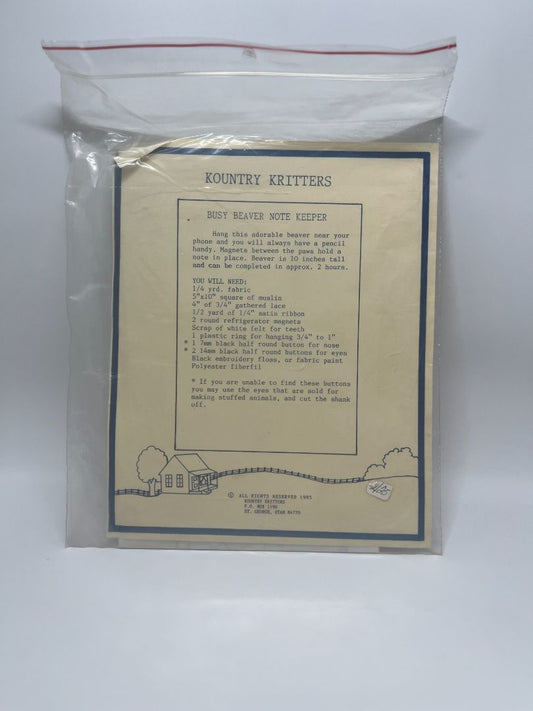 KOUNTRY KRITTERS
BUSY BEAVER NOTE KEEPER
Hang this adorable beaver near your
phone and you will always have a pencil
handy. Magnets between the paws hold a
note in place. Beaver is 10 inches tall
and can be completed in approx. 2 hours.
YOU WILL NEED:
1/4 yrd. fabric
5"x10" square of muslin
4" of 3/4" gathered lace
1/2 yard of 1/4" satin ribbon
2 round refrigerator magnets
Scrap of white felt for teeth
1 plastic ring for hanging 3/4" to 1"
* 1 7mm black half round button for nose
* 2 14mm black half round buttons for eyes
Black embroidery floss, or fabric paint
Polyester fiberfil
* If you are unable to find these buttons
you may use the eyes that are sold for
making stuffed animals, and cut the shank
off.
© ALL RIGHTS RESERVED 1985
KOUNTRY KRITTERS
P.O. BOX 1190
ST. GEORGE, UTAH 84770